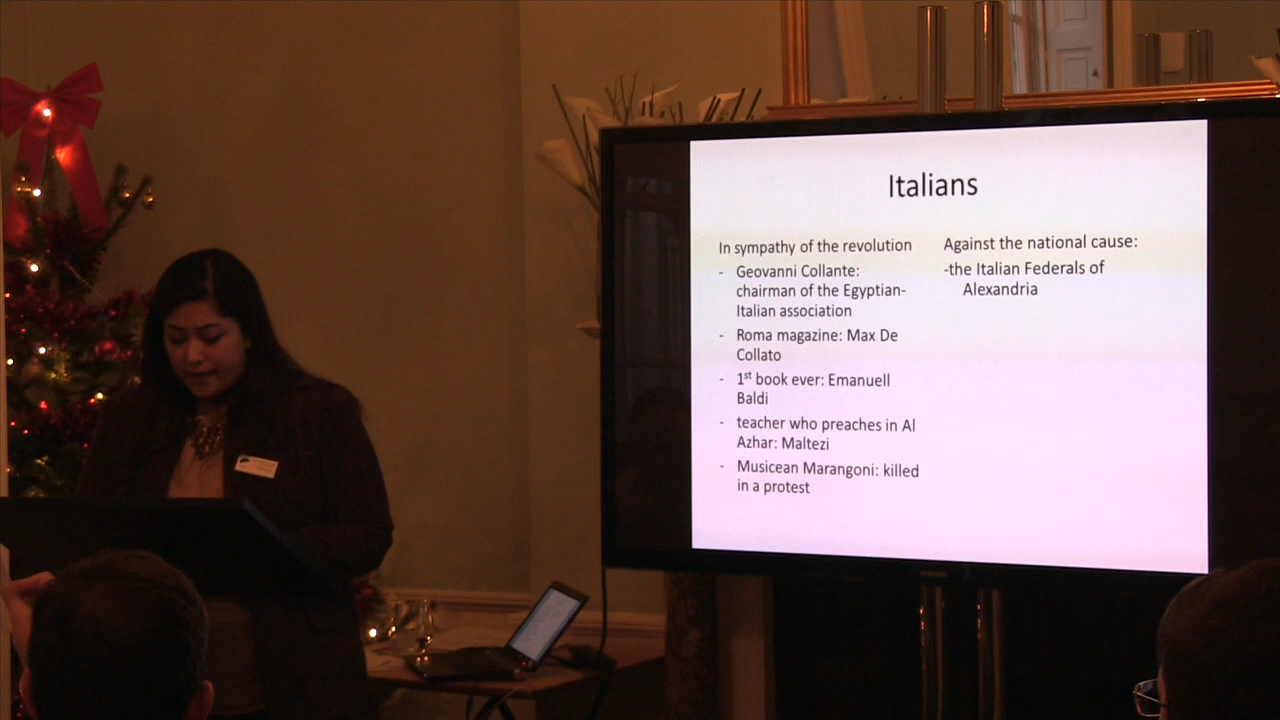 Italians
In sympathy of the revolution
- Geovanni Collante:
chairman of the Egyptian-
Italian association
- Roma magazine: Max De
Collato
- 1st book ever: Emanuell
Baldi
- teacher who preaches in Al
Azhar: Maltezi
- Musicean Marangoni: killed
in a protest
Against the national cause:
-the Italian Federals of
Alexandria